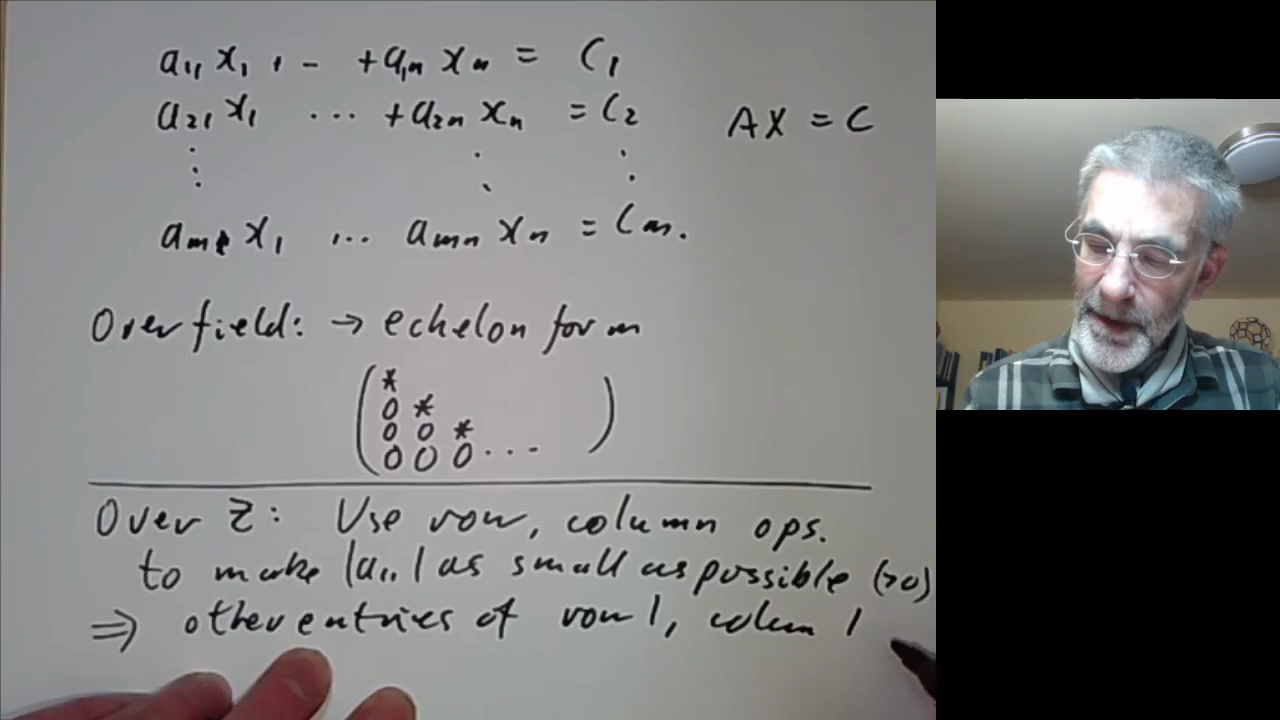 a₁₁ x₁ . - + a₁ₙ xₙ = C₁
a₂₁ x₁ ... + a₂ₙ xₙ = C₂
AX = C
⋮ ⋮ ⋮
aₘ₁ x₁ ... aₘₙ xₙ = Cₘ.
Over field: → echelon form
( *
0 *
0 0 *
0 0 0 ... )
Over Z: Use row, column ops.
to make |a₁₁| as small as possible (>0)
⇒ other entries of row 1, colum 1